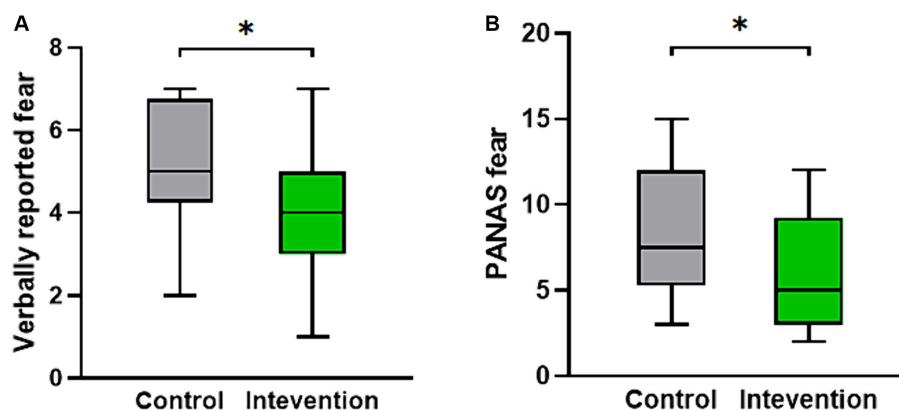 A
Verbally reported fear
8
6
4
2
0
*
Control
Intevention
B
PANAS fear
20
15
10
5
0
*
Control
Intevention